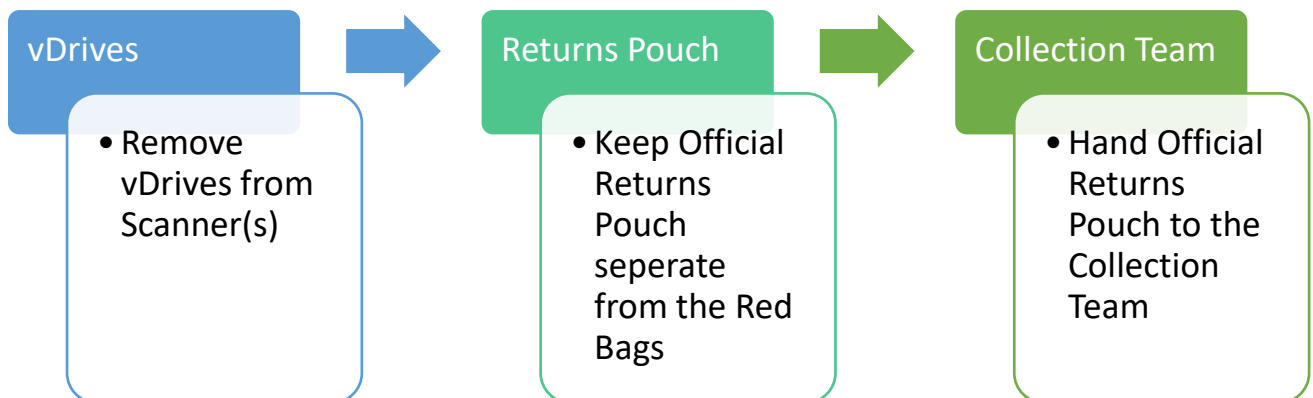 vDrives
• Remove
vDrives from
Scanner(s)
Returns Pouch
• Keep Official
Returns
Pouch
seperate
from the Red
Bags
Collection Team
• Hand Official
Returns
Pouch to the
Collection
Team